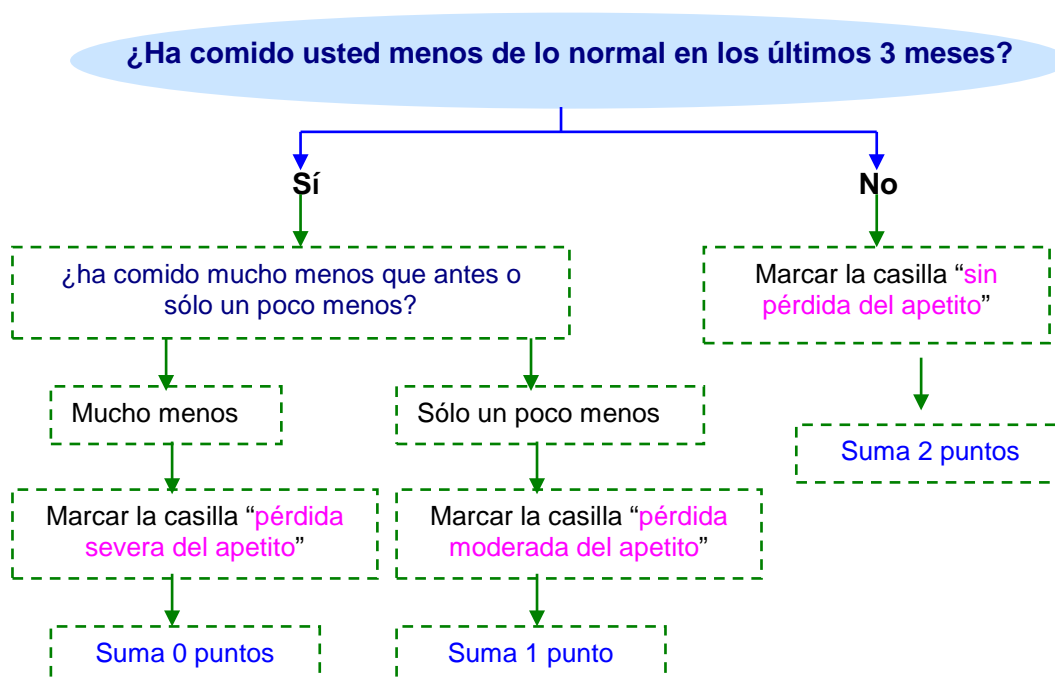 ¿Ha comido usted menos de lo normal en los últimos 3 meses?
Sí
No
¿ha comido mucho menos que antes o
sólo un poco menos?
Marcar la casilla “sin
pérdida del apetito”
Mucho menos
Sólo un poco menos
Suma 2 puntos
Marcar la casilla “pérdida
severa del apetito”
Marcar la casilla “pérdida
moderada del apetito”
Suma 0 puntos
Suma 1 punto